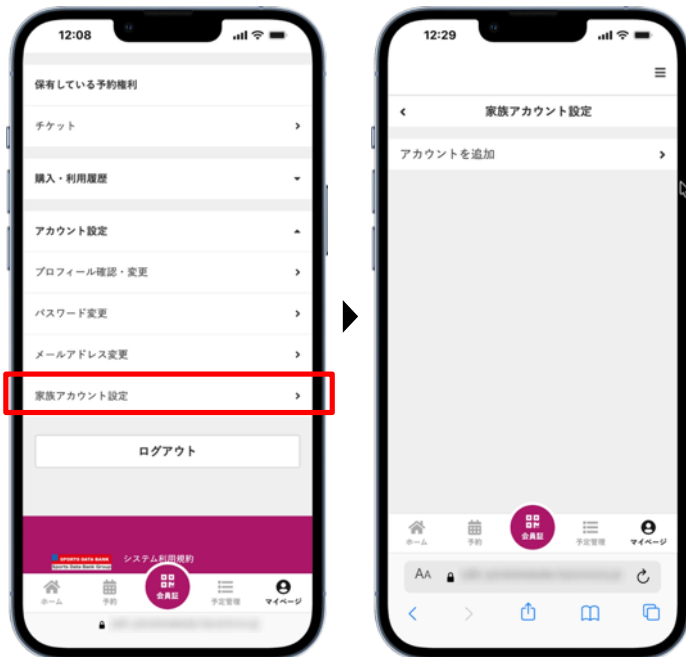 12:08
保有している予約権利
チケット
購入・利用履歴
アカウント設定
プロフィール確認・変更
パスワード変更
メールアドレス変更
家族アカウント設定
ログアウト
SPORTS DATA BANK
Sports Data Bank Group
システム利用規約
ホーム
予約
会員証
予定管理
マイページ
12:29
家族アカウント設定
アカウントを追加
ホーム
予約
会員証
予定管理
マイページ
AA